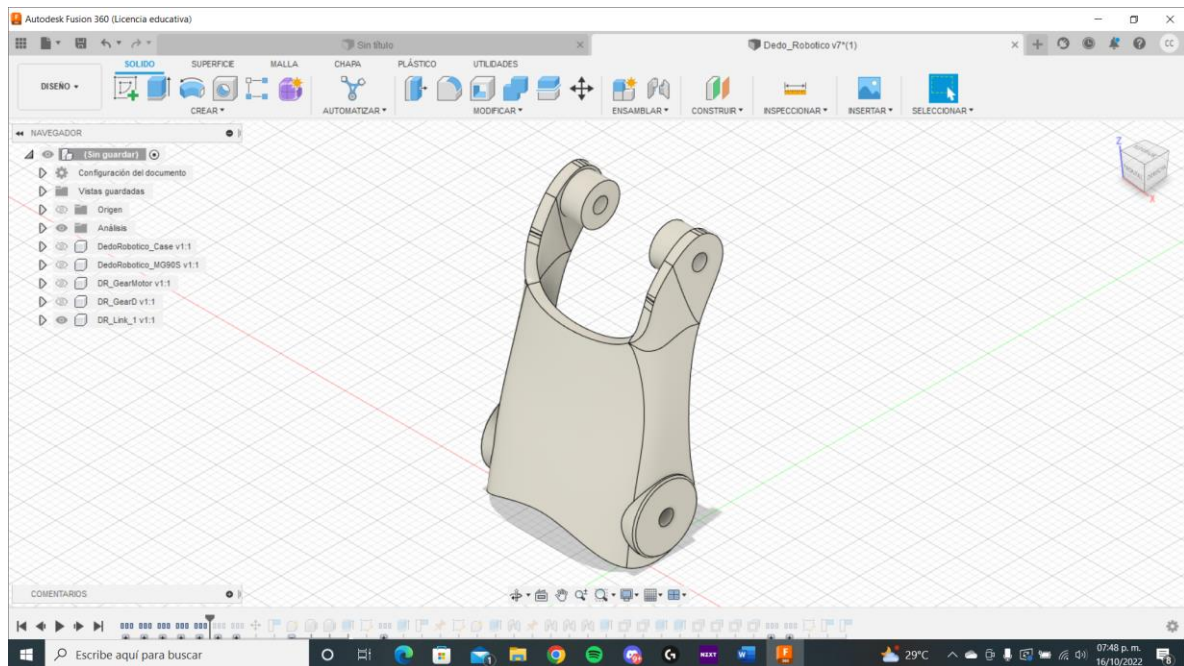 Autodesk Fusion 360 (Licencia educativa)
Sin título
Dedo_Robotico v7*(1)
CC
SOLIDO SUPERFICIE MALLA CHAPA PLÁSTICO UTILIDADES
DISEÑO
CREAR AUTOMATIZAR MODIFICAR ENSAMBLAR CONSTRUIR INSPECCIONAR INSERTAR SELECCIONAR
NAVEGADOR
(Sin guardar)
Configuración del documento
Vistas guardadas
Origen
Análisis
DedoRobotico_Case v1:1
DedoRobotico_MG90S v1:1
DR_GearMotor v1:1
DR_GearD v1:1
DR_Link_1 v1:1
Z
X
COMENTARIOS
Escribe aquí para buscar
NZXT
29°C
07:48 p. m.
16/10/2022